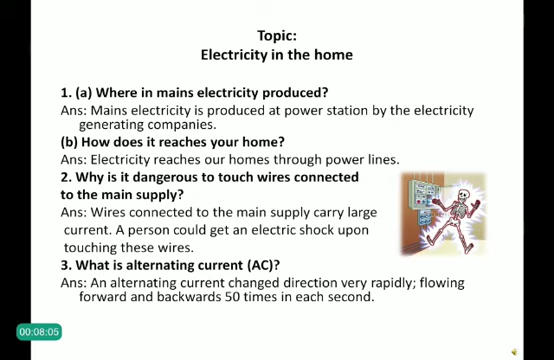 Topic:
Electricity in the home
1. (a) Where in mains electricity produced?
Ans: Mains electricity is produced at power station by the electricity
generating companies.
(b) How does it reaches your home?
Ans: Electricity reaches our homes through power lines.
2. Why is it dangerous to touch wires connected
to the main supply?
Ans: Wires connected to the main supply carry large
current. A person could get an electric shock upon
touching these wires.
3. What is alternating current (AC)?
Ans: An alternating current changed direction very rapidly; flowing
forward and backwards 50 times in each second.
00:08:05